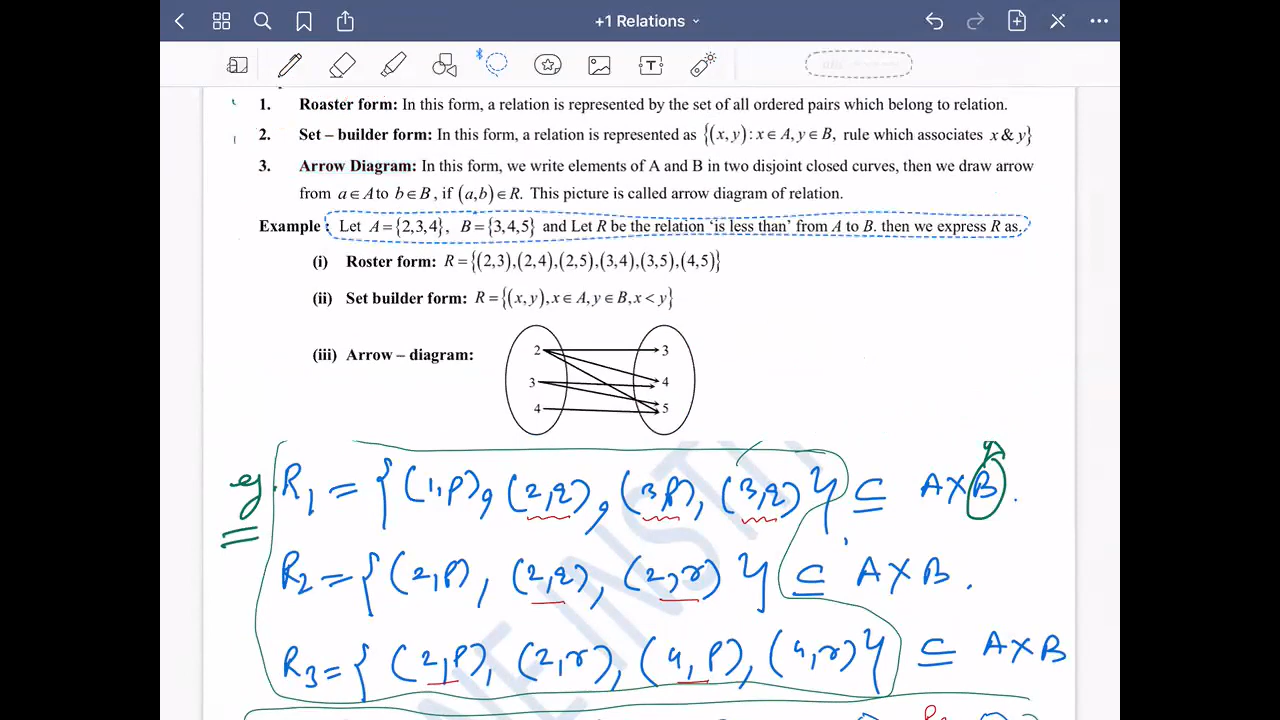 +1 Relations
1. Roaster form: In this form, a relation is represented by the set of all ordered pairs which belong to relation.
2. Set – builder form: In this form, a relation is represented as {(x, y) : x ∈ A, y ∈ B, rule which associates x & y}
3. Arrow Diagram: In this form, we write elements of A and B in two disjoint closed curves, then we draw arrow
from a ∈ A to b ∈ B, if (a,b) ∈ R. This picture is called arrow diagram of relation.
Example : Let A = {2,3,4}, B = {3,4,5} and Let R be the relation 'is less than' from A to B. then we express R as.
(i) Roster form: R = {(2,3),(2,4),(2,5),(3,4),(3,5),(4,5)}
(ii) Set builder form: R = {(x, y), x ∈ A, y ∈ B, x < y}
(iii) Arrow – diagram:
2 3
3 4
4 5
eg. R1 = { (1,p), (2,q), (3,p), (3,q) } ⊆ A×B.
R2 = { (2,p), (2,q), (2,r) } ⊆ A×B.
R3 = { (2,p), (2,r), (4,p), (4,r) } ⊆ A×B